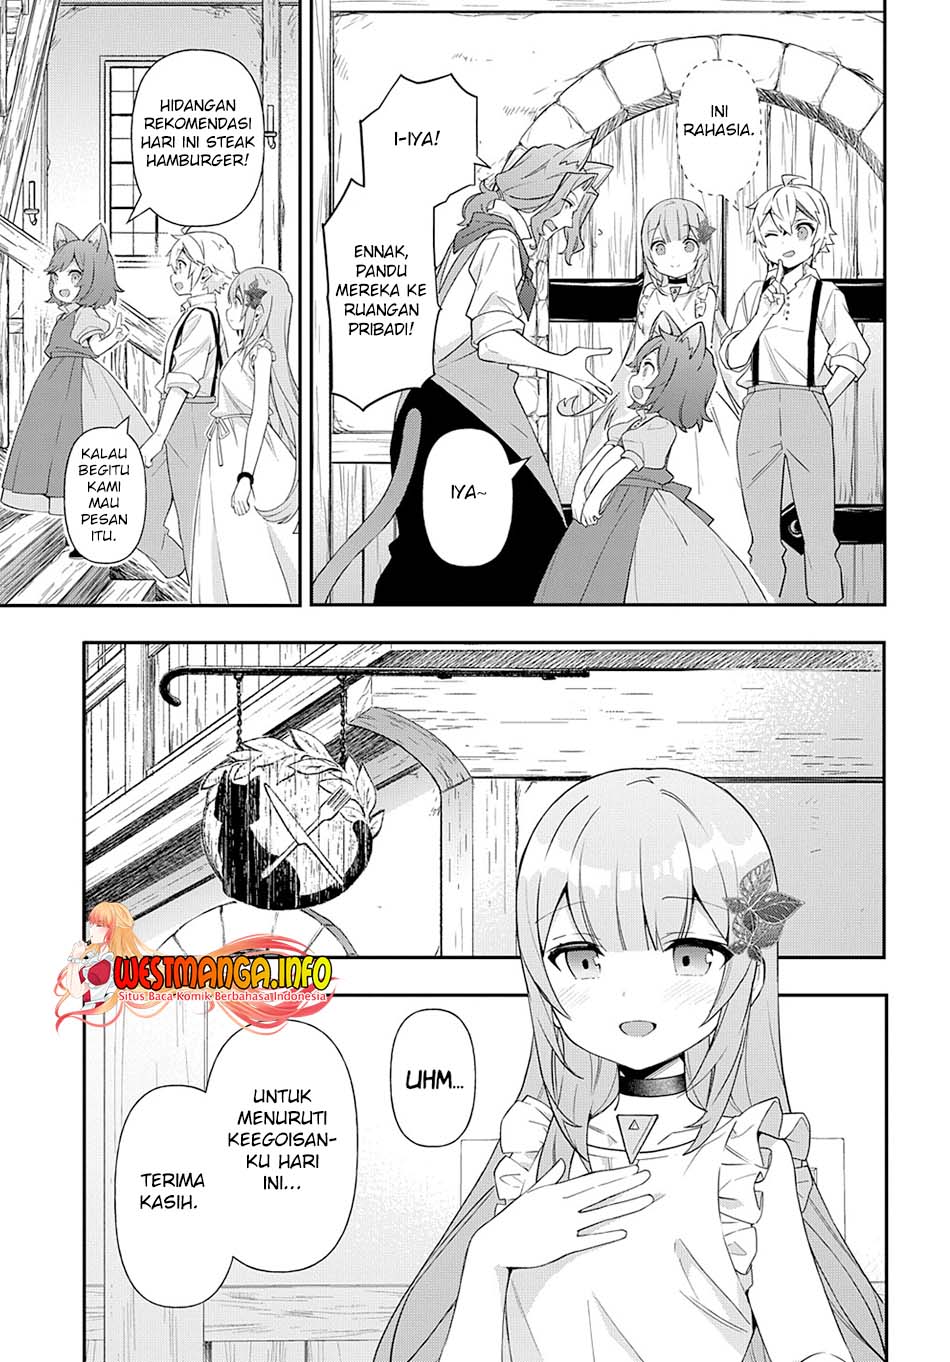 INI
RAHASIA.
I-IYA!
ENNAK,
PANDU
MEREKA KE
RUANGAN
PRIBADI!
IYA~
HIDANGAN
REKOMENDASI
HARI INI STEAK
HAMBURGER!
KALAU
BEGITU
KAMI
MAU
PESAN
ITU.
UHM...
UNTUK
MENURUTI
KEEGOISAN-
KU HARI
INI...
TERIMA
KASIH.
WESTMANGA.INFO
Situs Baca Komik Berbahasa Indonesia